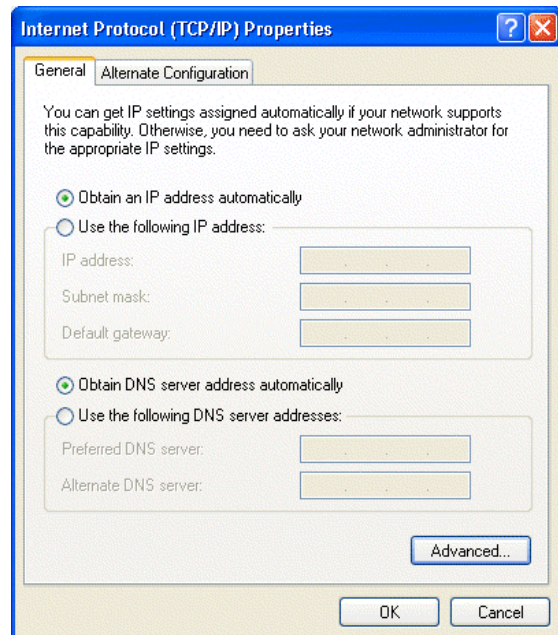 Internet Protocol (TCP/IP) Properties
General
Alternate Configuration
You can get IP settings assigned automatically if your network supports
this capability. Otherwise, you need to ask your network administrator for
the appropriate IP settings.
Obtain an IP address automatically
Use the following IP address:
IP address:
Subnet mask:
Default gateway:
Obtain DNS server address automatically
Use the following DNS server addresses:
Preferred DNS server:
Alternate DNS server:
Advanced...
OK
Cancel